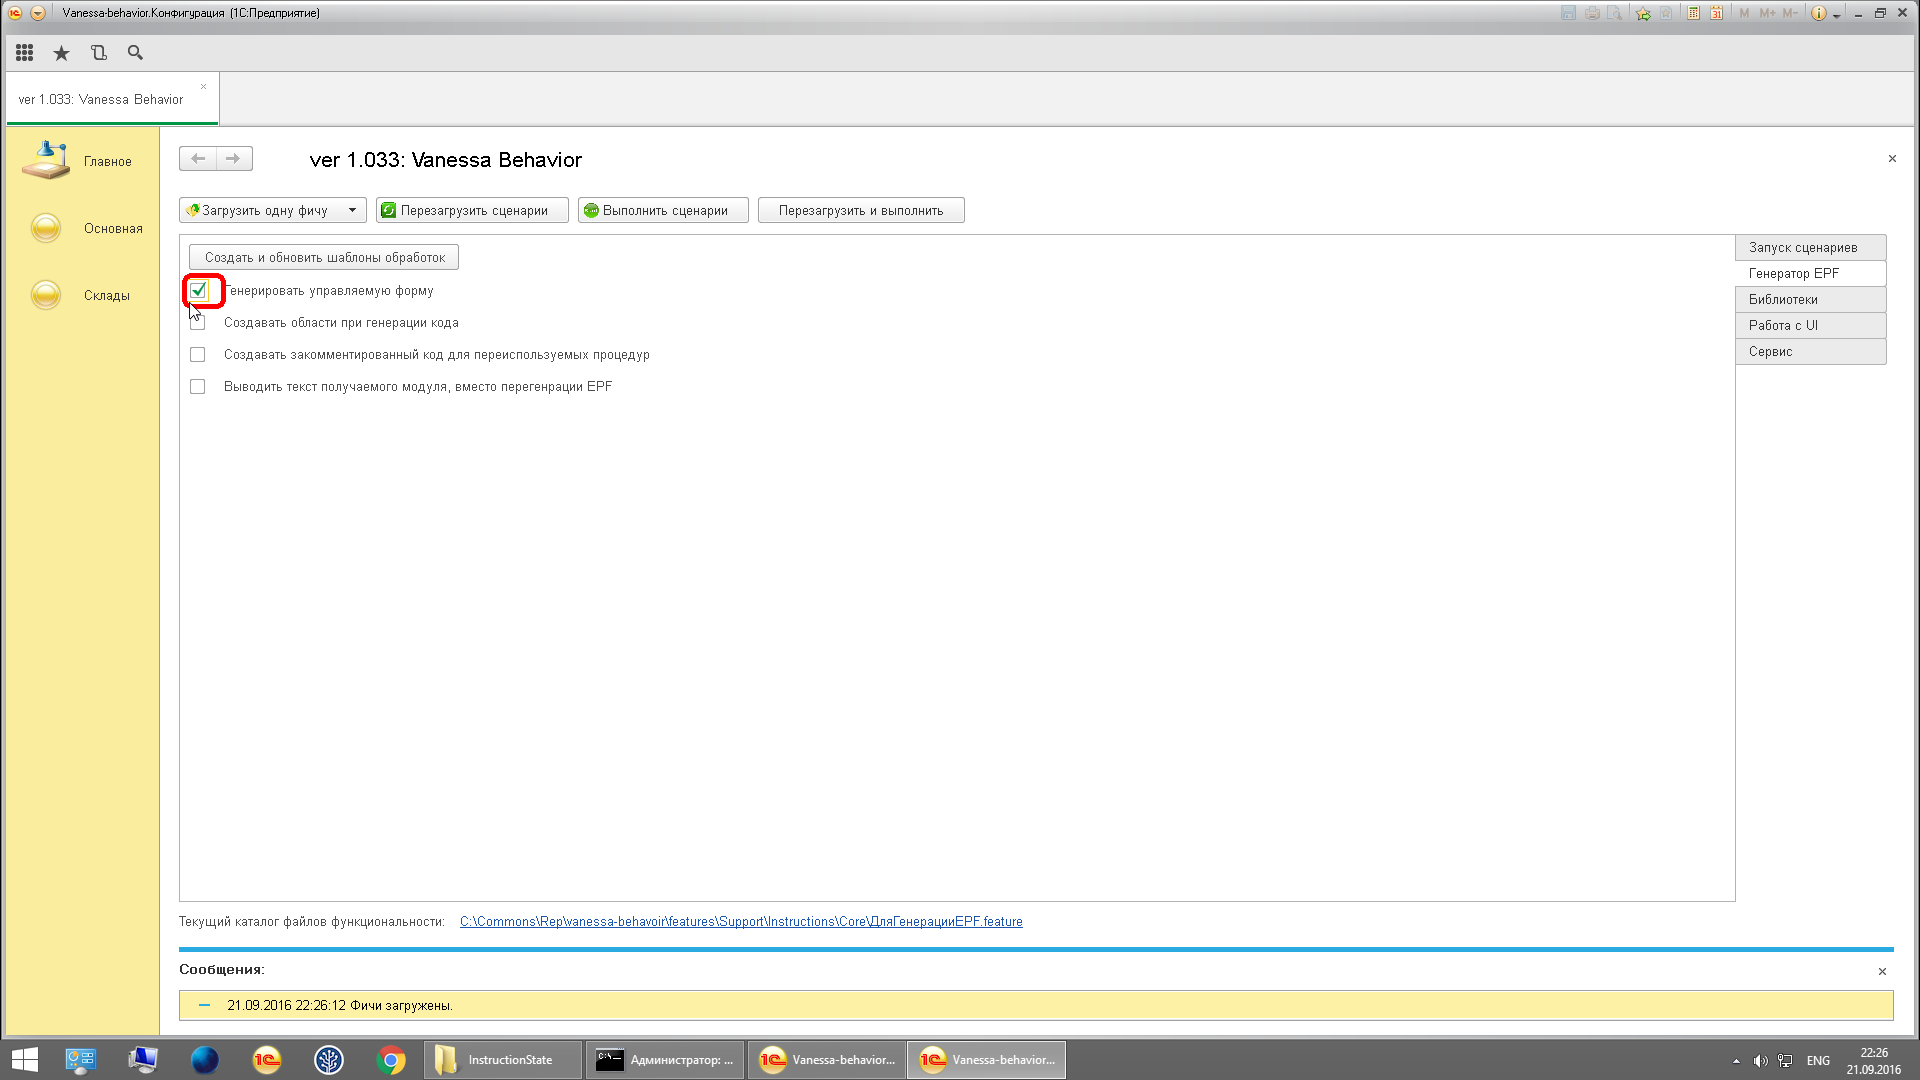 Vanessa-behavior.Конфигурация (1С:Предприятие)
M M+ M-
ver 1.033: Vanessa Behavior
Главное
Основная
Склады
ver 1.033: Vanessa Behavior
Загрузить одну фичу
Перезагрузить сценарии
Выполнить сценарии
Перезагрузить и выполнить
Создать и обновить шаблоны обработок
Генерировать управляемую форму
Создавать области при генерации кода
Создавать закомментированный код для переиспользуемых процедур
Выводить текст получаемого модуля, вместо перегенрации EPF
Запуск сценариев
Генератор EPF
Библиотеки
Работа с UI
Сервис
Текущий каталог файлов функциональности: C:\Commons\Rep\vanessa-behavoir\features\Support\Instructions\Core\ДляГенерацииEPF.feature
Сообщения:
21.09.2016 22:26:12 Фичи загружены.
InstructionState
Администратор: ...
Vanessa-behavior...
Vanessa-behavior...
ENG
22:26
21.09.2016